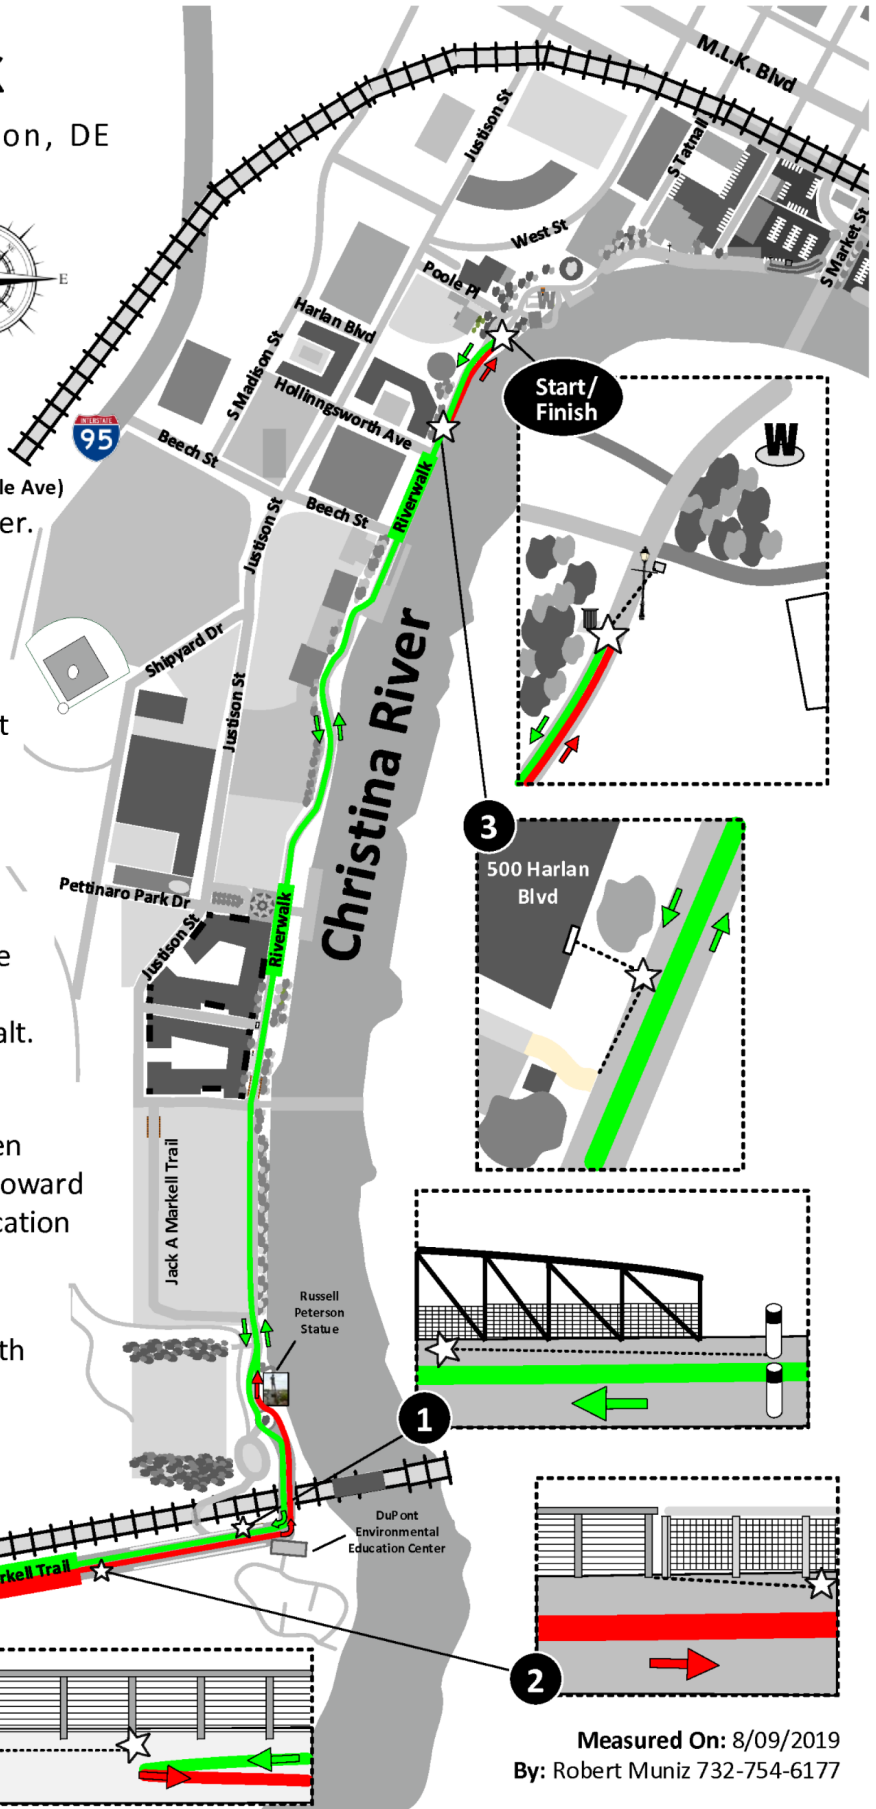 on, DE
M.L.K. Blvd
Justison St
S Tatnall
S Market St
West St
Poole Pl
E
Harlan Blvd
S Madison St
Hollinngsworth Ave
Start/
Finish
INTERSTATE
95
Beech St
Riverwalk
W
le Ave)
er.
Beech St
Justison St
Shipyard Dr
Christina River
Justison St
t
3
500 Harlan
Blvd
Pettinaro Park Dr
Riverwalk
Justison St
e
alt.
en
oward
cation
Jack A Markell Trail
Russell
Peterson
Statue
th
1
DuPont
Environmental
Education Center
rkell Trail
2
Measured On: 8/09/2019
By: Robert Muniz 732-754-6177